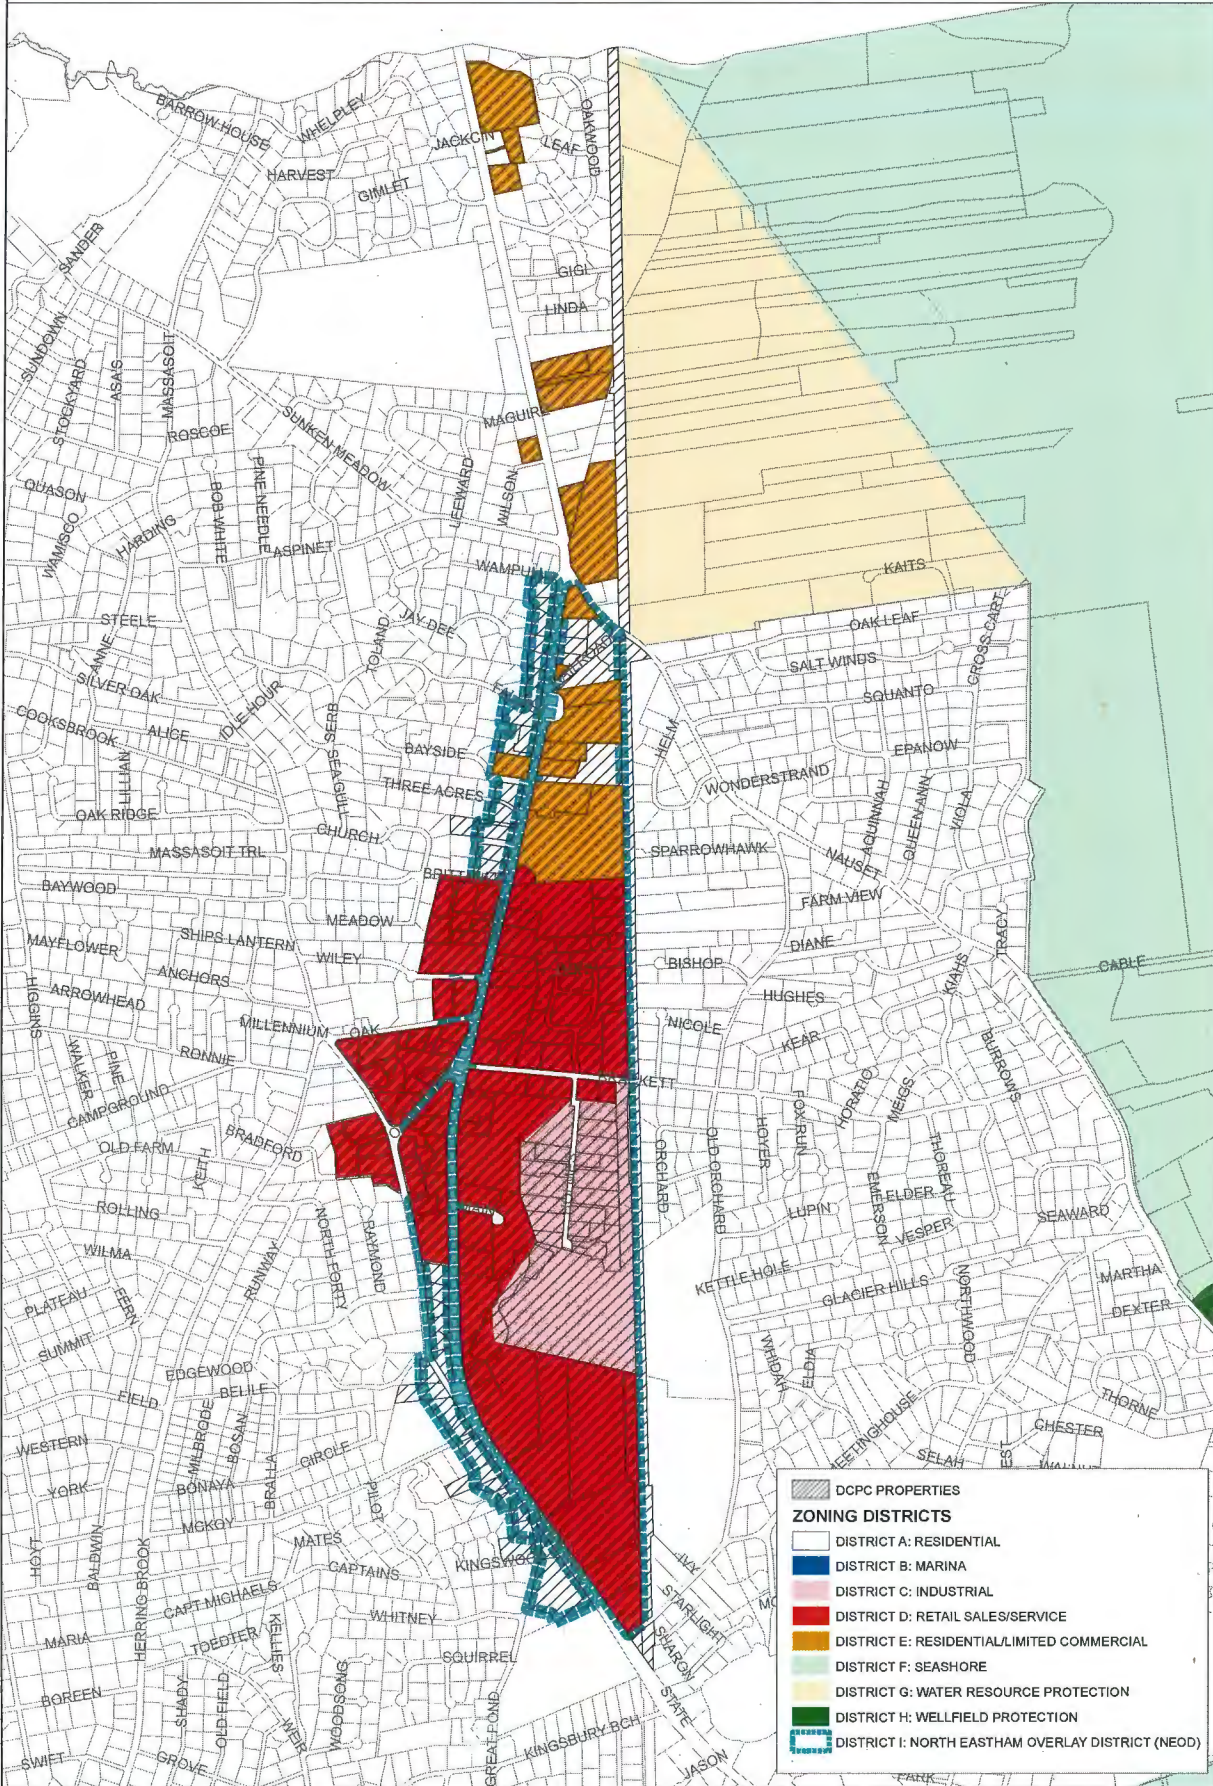 BARROW HOUSE
WHELPLEY
OAKWOOD
LEAF
HARVEST
GIMLET
SANDER
GIGI
LINDA
SUNDOWN
STOCKYARD
ASA'S
MASSASOIT
MAGUIRE
ROSCOE
SUNKEN MEADOW
QUASON
BOB WHITE
PINE NEEDLE
LEEWARD
WILSON
WAMISCO
HARDING
ASPINET
KAITS
STEELE
ANNE
JAY-DEE
TOLAND
OAK LEAF
CROSS CART
SALT WINDS
SILVER OAK
SQUANTO
COOKSBROOK
ALICE
IDLE HOUR
SERB
SEAGULL
BAYSIDE
HELM
EPANOW
LILLIAN
THREE ACRES
WONDERSTRAND
AQUINNAH
QUEEN ANN
VIOLA
OAK RIDGE
CHURCH
MASSASOIT TRL
SPARROWHAWK
NAUSET
BAYWOOD
FARM VIEW
MEADOW
TRACY
MAYFLOWER
SHIPS LANTERN
WILEY
DIANE
BISHOP
KIAHS
CABLE
ANCHORS
HIGGINS
ARROWHEAD
HUGHES
MILLENNIUM
OAK
NICOLE
KEAR
BURROWS
WALKER
PINE
RONNIE
BRACKETT
HORATIO
MEIGS
CAMPGROUND
FOXRUN
HOYER
OLD FARM
KEITH
BRADFORD
ORCHARD
OLD ORCHARD
THOREAU
EMERSON
ELDER
ROLLING
MAIN
LUPIN
VESPER
SEAWARD
WILMA
RUNWAY
NORTH FORTY
RAYMOND
KETTLE HOLE
GLACIER HILLS
MARTHA
PLATEAU
FERN
NORTHWOOD
DEXTER
SUMMIT
WHIDAH
ELDIA
EDGEWOOD
BELILE
FIELD
THORNE
MILBRODE
BOSAN
CHESTER
WESTERN
CIRCLE
SELAH
YORK
BONAYA
BRALLA
PILOT
MCKOY
MATES
HOYT
BALDWIN
HERRING BROOK
CAPTAINS
IVY
CAPT MICHAELS
WHITNEY
STARLIGHT
MARIA
TOEDTER
KELLIES
SQUIRREL
SHARON
BOREEN
SHADY
OLDFIELD
WEIR
WOODSONG
GREAT POND
STATE
KINGSBURY BCH
SWIFT
GROVE
JASON
DCPC PROPERTIES
ZONING DISTRICTS
DISTRICT A: RESIDENTIAL
DISTRICT B: MARINA
DISTRICT C: INDUSTRIAL
DISTRICT D: RETAIL SALES/SERVICE
DISTRICT E: RESIDENTIAL/LIMITED COMMERCIAL
DISTRICT F: SEASHORE
DISTRICT G: WATER RESOURCE PROTECTION
DISTRICT H: WELLFIELD PROTECTION
DISTRICT I: NORTH EASTHAM OVERLAY DISTRICT (NEOD)